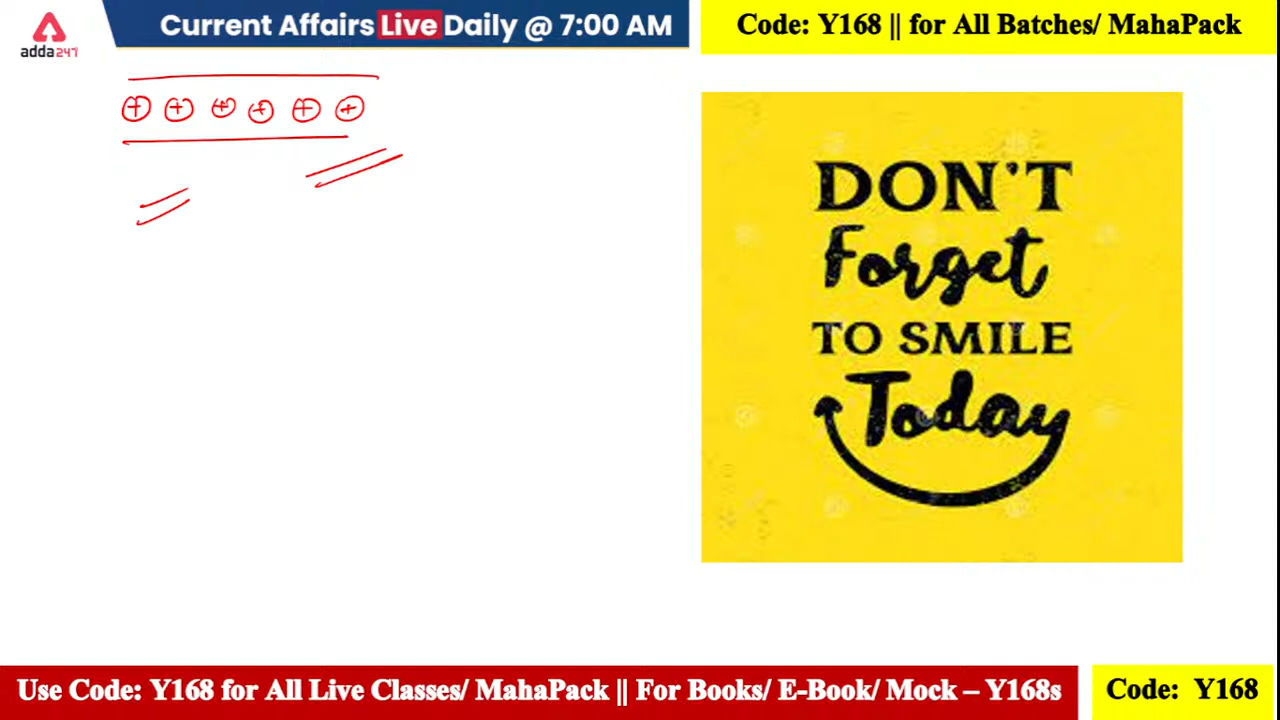 adda247
Current Affairs Live Daily @ 7:00 AM
Code: Y168 || for All Batches/ MahaPack
+ + + + + +
DON'T
Forget
TO SMILE
Today
Use Code: Y168 for All Live Classes/ MahaPack || For Books/ E-Book/ Mock – Y168s
Code: Y168